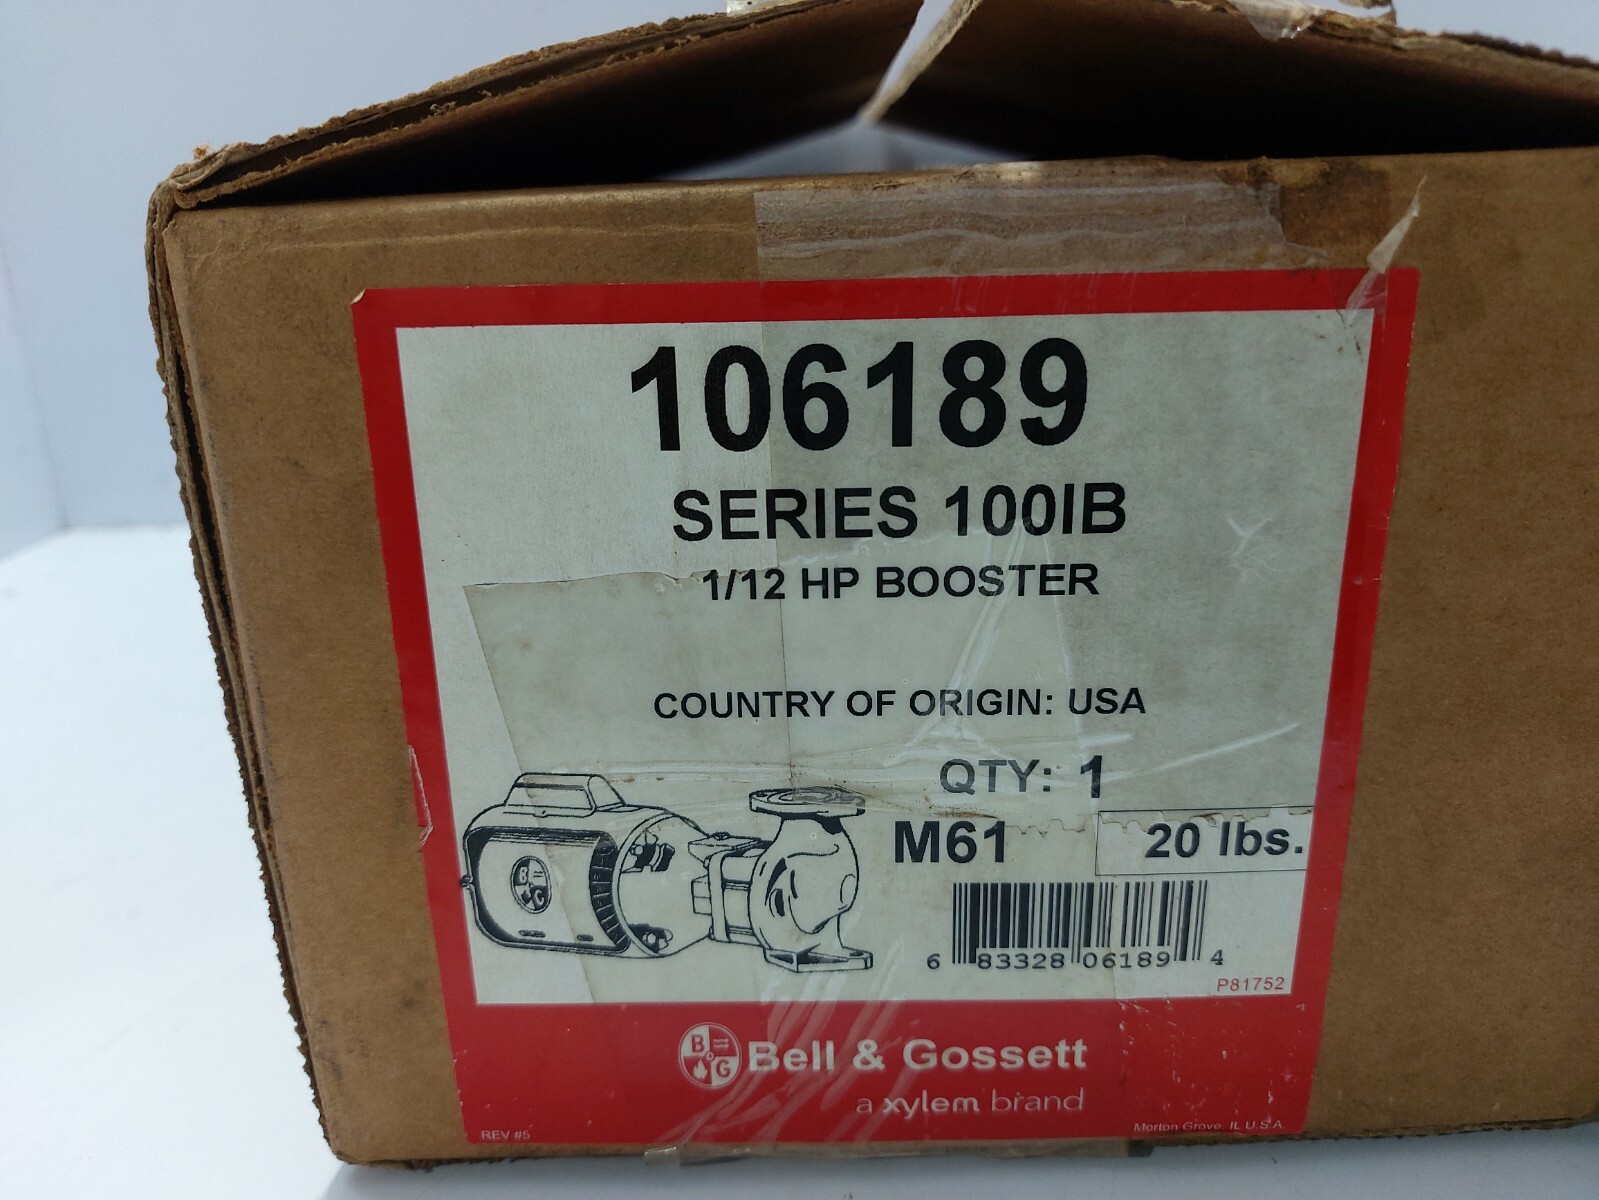 106189
SERIES 100IB
1/12 HP BOOSTER
COUNTRY OF ORIGIN: USA
QTY: 1
M61 20 lbs.
B G
6 83328 06189 4
P81752
B G Bell & Gossett
a xylem brand
REV #5 Morton Grove, IL U.S.A.